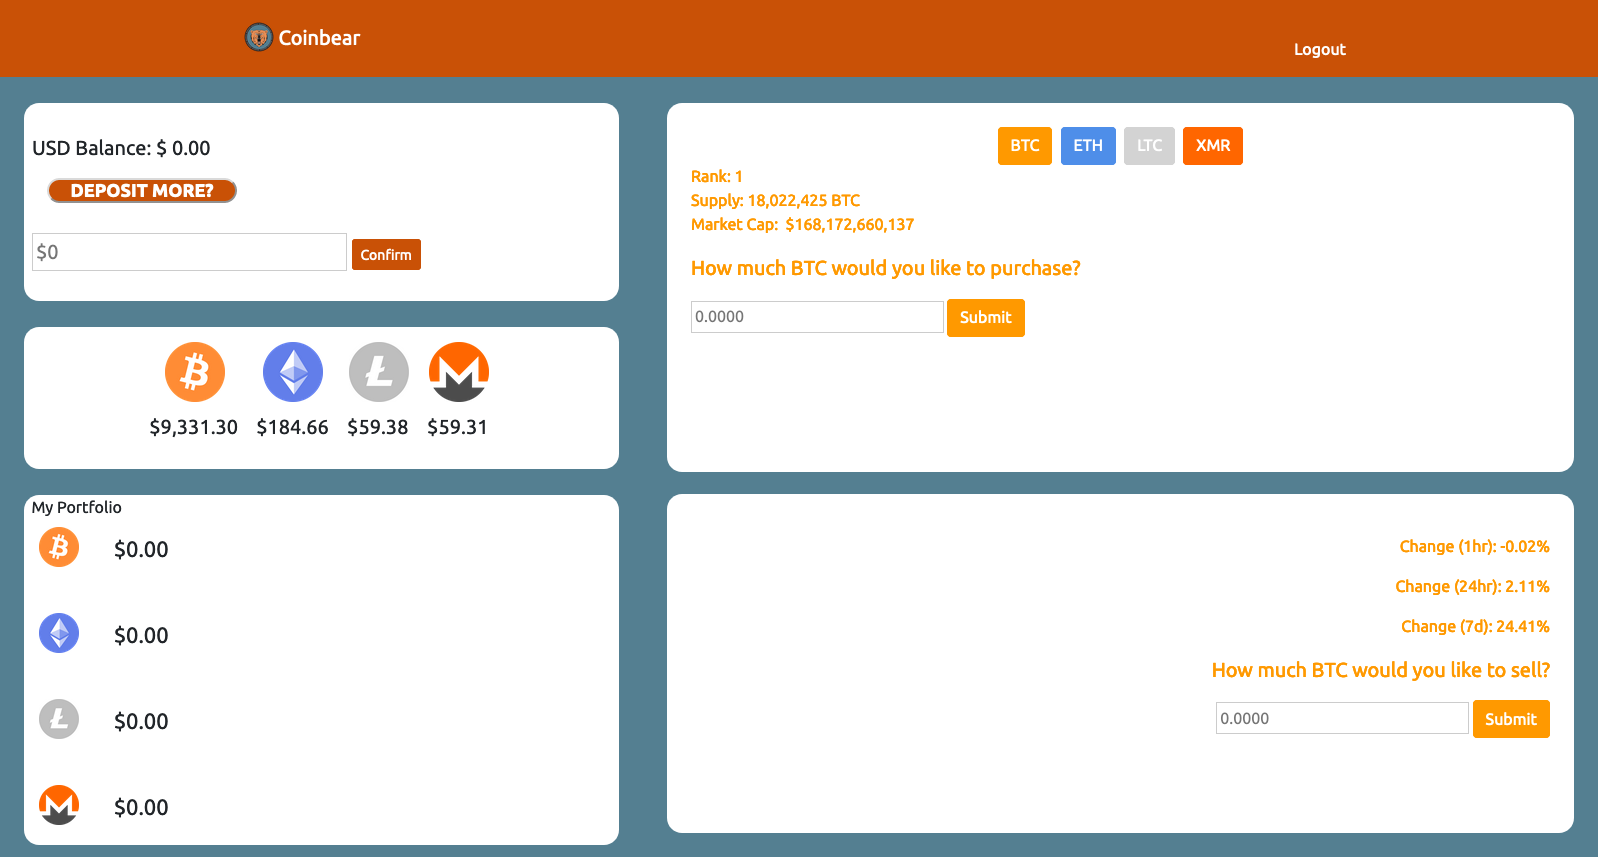 Coinbear
Logout
USD Balance: $ 0.00
DEPOSIT MORE?
$0
Confirm
$9,331.30 $184.66 $59.38 $59.31
My Portfolio
$0.00
$0.00
$0.00
$0.00
BTC ETH LTC XMR
Rank: 1
Supply: 18,022,425 BTC
Market Cap: $168,172,660,137
How much BTC would you like to purchase?
0.0000 Submit
Change (1hr): -0.02%
Change (24hr): 2.11%
Change (7d): 24.41%
How much BTC would you like to sell?
0.0000 Submit